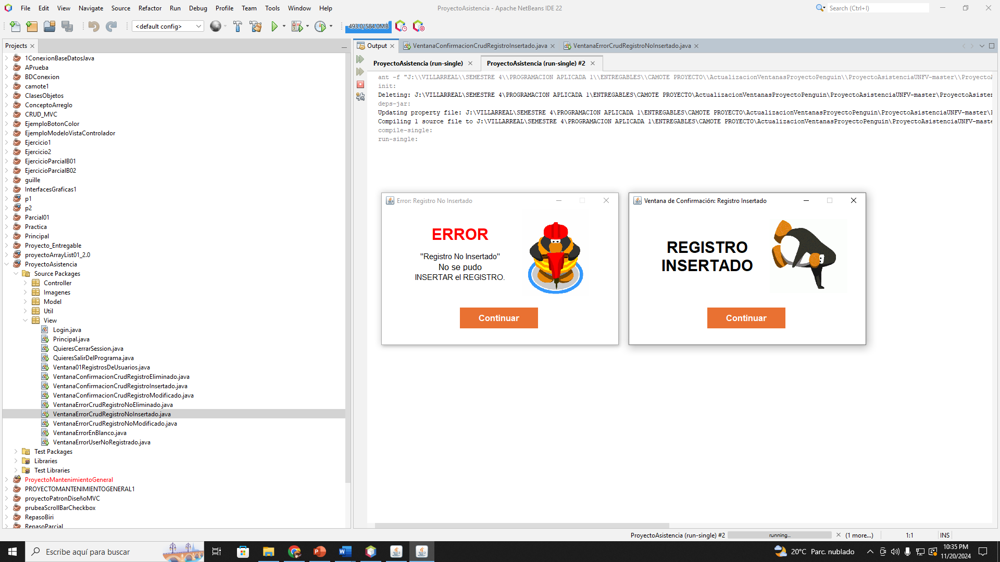 File Edit View Navigate Source Refactor Run Debug Profile Team Tools Window Help
ProyectoAsistencia - Apache NetBeans IDE 22
Search (Ctrl+I)
<default config>
493.0/584.0MB
Projects
1ConexionBaseDatosJava
APrueba
BDConexion
camote1
ClasesObjetos
ConceptoArreglo
CRUD_MVC
EjemploBotonColor
EjemploModeloVistaControlador
Ejercicio1
Ejercicio2
EjercicioParcialB01
EjercicioParcialB02
guille
InterfacesGraficas1
p1
p2
Parcial01
Practica
Principal
Proyecto_Entregable
proyectoArrayList01_2.0
ProyectoAsistencia
Source Packages
Controller
Imagenes
Model
Util
View
Login.java
Principal.java
QuieresCerrarSession.java
QuieresSalirDelPrograma.java
Ventana01RegistrosDeUsuarios.java
VentanaConfirmacionCrudRegistroEliminado.java
VentanaConfirmacionCrudRegistroInsertado.java
VentanaConfirmacionCrudRegistroModificado.java
VentanaErrorCrudRegistroNoEliminado.java
VentanaErrorCrudRegistroNoInsertado.java
VentanaErrorCrudRegistroNoModificado.java
VentanaErrorEnBlanco.java
VentanaErrorUserNoRegistrado.java
Test Packages
Libraries
Test Libraries
ProyectoMantenimientoGeneral
PROYECTOMANTENIMIENTOGENERAL1
proyectoPatronDiseñoMVC
prubeaScrollBarCheckbox
RepasoBiri
RepasoParcial
Output
VentanaConfirmacionCrudRegistroInsertado.java
VentanaErrorCrudRegistroNoInsertado.java
ProyectoAsistencia (run-single)
ProyectoAsistencia (run-single) #2
ant -f "J:\\VILLARREAL\\SEMESTRE 4\\PROGRAMACION APLICADA 1\\ENTREGABLES\\CAMOTE PROYECTO\\ActualizacionVentanasProyectoPenguin\\ProyectoAsistenciaUNFV-master\\ProyectoA
init:
Deleting: J:\VILLARREAL\SEMESTRE 4\PROGRAMACION APLICADA 1\ENTREGABLES\CAMOTE PROYECTO\ActualizacionVentanasProyectoPenguin\ProyectoAsistenciaUNFV-master\ProyectoAsisten
deps-jar:
Updating property file: J:\VILLARREAL\SEMESTRE 4\PROGRAMACION APLICADA 1\ENTREGABLES\CAMOTE PROYECTO\ActualizacionVentanasProyectoPenguin\ProyectoAsistenciaUNFV-master\
Compiling 1 source file to J:\VILLARREAL\SEMESTRE 4\PROGRAMACION APLICADA 1\ENTREGABLES\CAMOTE PROYECTO\ActualizacionVentanasProyectoPenguin\ProyectoAsistenciaUNFV-maste
compile-single:
run-single:
Error: Registro No Insertado
ERROR
"Registro No Insertado"
No se pudo
INSERTAR el REGISTRO.
Continuar
Ventana de Confirmación: Registro Insertado
REGISTRO
INSERTADO
Continuar
ProyectoAsistencia (run-single) #2 running... (1 more...) 1:1 INS
Escribe aquí para buscar
20°C Parc. nublado
10:35 PM
11/20/2024